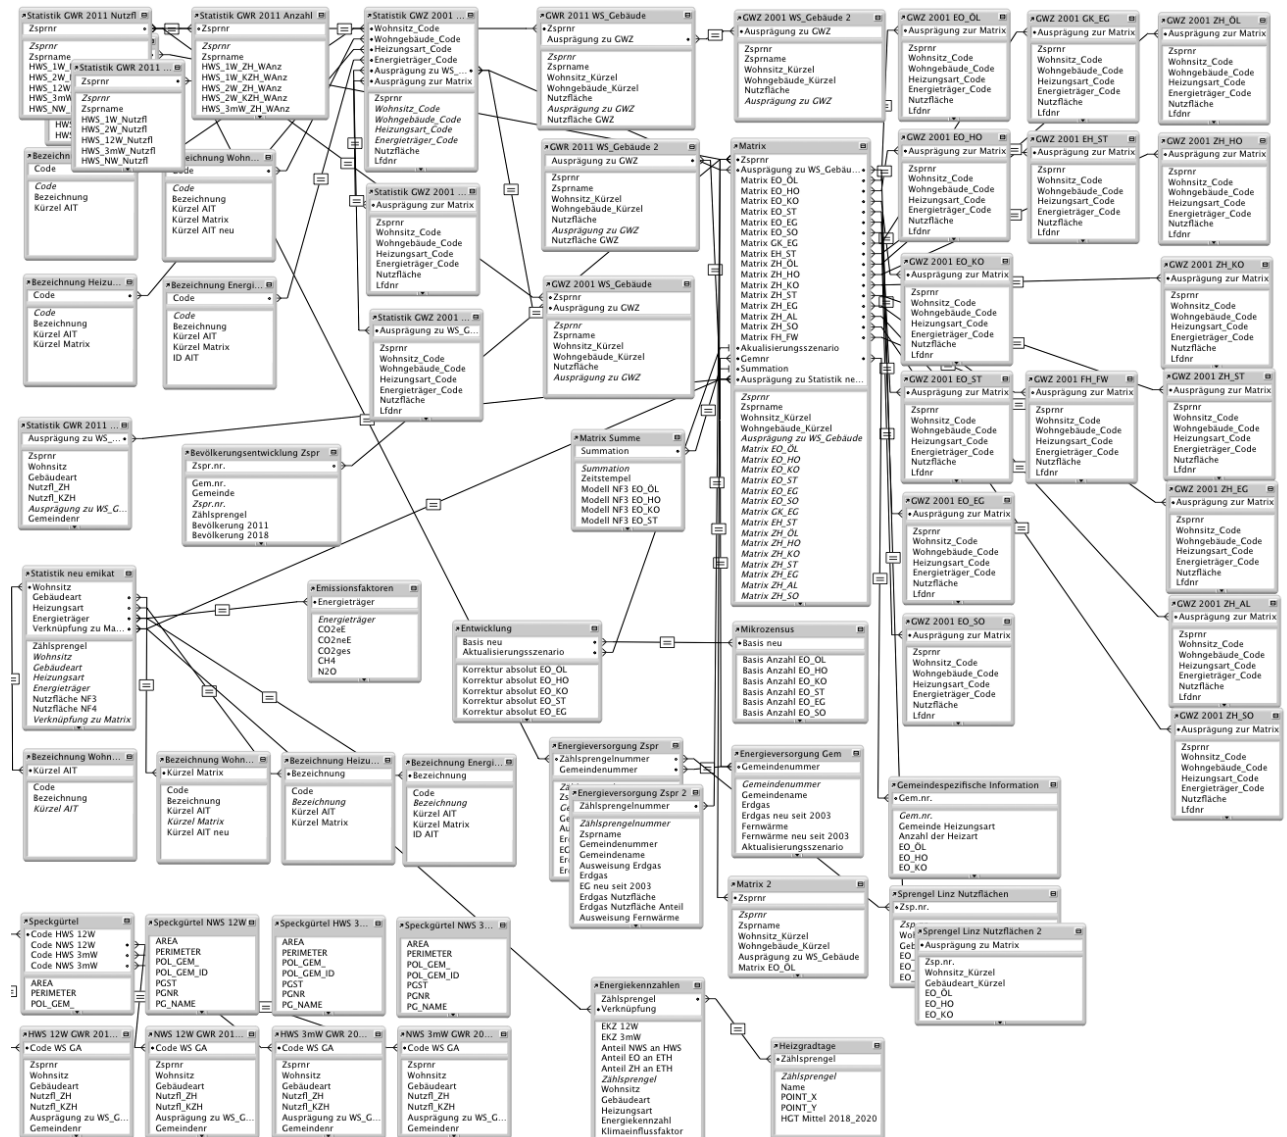 Statistik GWR 2011 Nutzfl
Zsprnr
Zsprnr
Zsprname
Statistik GWR 2011 ...
Zsprnr
Zsprnr
Zsprname
HWS_1W_Nutzfl
HWS_2W_Nutzfl
HWS_12W_Nutzfl
HWS_3mW_Nutzfl
HWS_NW_Nutzfl
Statistik GWR 2011 Anzahl
Zsprnr
Zsprnr
Zsprname
HWS_1W_ZH_WAnz
HWS_1W_KZH_WAnz
HWS_2W_ZH_WAnz
HWS_2W_KZH_WAnz
HWS_3mW_ZH_WAnz
Statistik GWZ 2001 ...
Wohnsitz_Code
Wohngebäude_Code
Heizungsart_Code
Energieträger_Code
Ausprägung zu WS_...
Ausprägung zur Matrix
Zsprnr
Wohnsitz_Code
Wohngebäude_Code
Heizungsart_Code
Energieträger_Code
Nutzfläche
Lfdnr
GWR 2011 WS_Gebäude
Zsprnr
Ausprägung zu GWZ
Zsprnr
Zsprname
Wohnsitz_Kürzel
Wohngebäude_Kürzel
Nutzfläche
Ausprägung zu GWZ
Nutzfläche GWZ
GWZ 2001 WS_Gebäude 2
Ausprägung zu GWZ
Zsprnr
Zsprname
Wohnsitz_Kürzel
Wohngebäude_Kürzel
Nutzfläche
Ausprägung zu GWZ
GWZ 2001 EO_ÖL
Ausprägung zur Matrix
Zsprnr
Wohnsitz_Code
Wohngebäude_Code
Heizungsart_Code
Energieträger_Code
Nutzfläche
Lfdnr
GWZ 2001 GK_EG
Ausprägung zur Matrix
Zsprnr
Wohnsitz_Code
Wohngebäude_Code
Heizungsart_Code
Energieträger_Code
Nutzfläche
Lfdnr
GWZ 2001 ZH_ÖL
Ausprägung zur Matrix
Zsprnr
Wohnsitz_Code
Wohngebäude_Code
Heizungsart_Code
Energieträger_Code
Nutzfläche
Lfdnr
Bezeichn
Code
Code
Bezeichnung
Kürzel AIT
eichnung Wohn...
Code
Code
Bezeichnung
Kürzel AIT
Kürzel Matrix
Kürzel AIT neu
Statistik GWZ 2001 ...
Ausprägung zur Matrix
Zsprnr
Wohnsitz_Code
Wohngebäude_Code
Heizungsart_Code
Energieträger_Code
Nutzfläche
Lfdnr
GWR 2011 WS_Gebäude 2
Ausprägung zu GWZ
Zsprnr
Zsprname
Wohnsitz_Kürzel
Wohngebäude_Kürzel
Nutzfläche
Ausprägung zu GWZ
Nutzfläche GWZ
Matrix
Zsprnr
Ausprägung zu WS_Gebäu...
Matrix EO_ÖL
Matrix EO_HO
Matrix EO_KO
Matrix EO_ST
Matrix EO_EG
Matrix EO_SO
Matrix GK_EG
Matrix EH_ST
Matrix ZH_ÖL
Matrix ZH_HO
Matrix ZH_KO
Matrix ZH_ST
Matrix ZH_EG
Matrix ZH_AL
Matrix ZH_SO
Matrix FH_FW
Akualisierungsszenario
Gemnr
Summation
Ausprägung zu Statistik ne...
Zsprnr
Zsprname
Wohnsitz_Kürzel
Wohngebäude_Kürzel
Ausprägung zu WS_Gebäude
Matrix EO_ÖL
Matrix EO_HO
Matrix EO_KO
Matrix EO_ST
Matrix EO_EG
Matrix EO_SO
Matrix GK_EG
Matrix EH_ST
Matrix ZH_ÖL
Matrix ZH_HO
Matrix ZH_KO
Matrix ZH_ST
Matrix ZH_EG
Matrix ZH_AL
Matrix ZH_SO
GWZ 2001 EO_HO
Ausprägung zur Matrix
Zsprnr
Wohnsitz_Code
Wohngebäude_Code
Heizungsart_Code
Energieträger_Code
Nutzfläche
Lfdnr
GWZ 2001 EH_ST
Ausprägung zur Matrix
Zsprnr
Wohnsitz_Code
Wohngebäude_Code
Heizungsart_Code
Energieträger_Code
Nutzfläche
Lfdnr
GWZ 2001 ZH_HO
Ausprägung zur Matrix
Zsprnr
Wohnsitz_Code
Wohngebäude_Code
Heizungsart_Code
Energieträger_Code
Nutzfläche
Lfdnr
Bezeichnung Heizu...
Code
Code
Bezeichnung
Kürzel AIT
Kürzel Matrix
Bezeichnung Energi...
Code
Code
Bezeichnung
Kürzel AIT
Kürzel Matrix
ID AIT
Statistik GWZ 2001 ...
Ausprägung zu WS_G...
Zsprnr
Wohnsitz_Code
Wohngebäude_Code
Heizungsart_Code
Energieträger_Code
Nutzfläche
Lfdnr
GWZ 2001 WS_Gebäude
Zsprnr
Ausprägung zu GWZ
Zsprnr
Zsprname
Wohnsitz_Kürzel
Wohngebäude_Kürzel
Nutzfläche
Ausprägung zu GWZ
GWZ 2001 EO_KO
Ausprägung zur Matrix
Zsprnr
Wohnsitz_Code
Wohngebäude_Code
Heizungsart_Code
Energieträger_Code
Nutzfläche
Lfdnr
GWZ 2001 ZH_KO
Ausprägung zur Matrix
Zsprnr
Wohnsitz_Code
Wohngebäude_Code
Heizungsart_Code
Energieträger_Code
Nutzfläche
Lfdnr
GWZ 2001 EO_ST
Ausprägung zur Matrix
Zsprnr
Wohnsitz_Code
Wohngebäude_Code
Heizungsart_Code
Energieträger_Code
Nutzfläche
Lfdnr
GWZ 2001 FH_FW
Ausprägung zur Matrix
Zsprnr
Wohnsitz_Code
Wohngebäude_Code
Heizungsart_Code
Energieträger_Code
Nutzfläche
Lfdnr
GWZ 2001 ZH_ST
Ausprägung zur Matrix
Zsprnr
Wohnsitz_Code
Wohngebäude_Code
Heizungsart_Code
Energieträger_Code
Nutzfläche
Lfdnr
Statistik GWR 2011 ...
Ausprägung zu WS_...
Zsprnr
Wohnsitz
Gebäudeart
Nutzfl_ZH
Nutzfl_KZH
Ausprägung zu WS_G...
Gemeindenr
Bevölkerungsentwicklung Zspr
Zspr.nr.
Gem.nr.
Gemeinde
Zspr.nr.
Zählsprengel
Bevölkerung 2011
Bevölkerung 2018
Matrix Summe
Summation
Summation
Zeitstempel
Modell NF3 EO_ÖL
Modell NF3 EO_HO
Modell NF3 EO_KO
Modell NF3 EO_ST
GWZ 2001 EO_EG
Ausprägung zur Matrix
Zsprnr
Wohnsitz_Code
Wohngebäude_Code
Heizungsart_Code
Energieträger_Code
Nutzfläche
Lfdnr
GWZ 2001 ZH_EG
Ausprägung zur Matrix
Zsprnr
Wohnsitz_Code
Wohngebäude_Code
Heizungsart_Code
Energieträger_Code
Nutzfläche
Lfdnr
Statistik neu emikat
Wohnsitz
Gebäudeart
Heizungsart
Energieträger
Verknüpfung zu Ma...
Zählsprengel
Wohnsitz
Gebäudeart
Heizungsart
Energieträger
Nutzfläche NF3
Nutzfläche NF4
Verknüpfung zu Matrix
Emissionsfaktoren
Energieträger
Energieträger
CO2eE
CO2neE
CO2ges
CH4
N2O
Entwicklung
Basis neu
Aktualisierungsszenario
Korrektur absolut EO_ÖL
Korrektur absolut EO_HO
Korrektur absolut EO_KO
Korrektur absolut EO_ST
Korrektur absolut EO_EG
Mikrozensus
Basis neu
Basis Anzahl EO_ÖL
Basis Anzahl EO_HO
Basis Anzahl EO_KO
Basis Anzahl EO_ST
Basis Anzahl EO_EG
Basis Anzahl EO_SO
GWZ 2001 EO_SO
Ausprägung zur Matrix
Zsprnr
Wohnsitz_Code
Wohngebäude_Code
Heizungsart_Code
Energieträger_Code
Nutzfläche
Lfdnr
GWZ 2001 ZH_AL
Ausprägung zur Matrix
Zsprnr
Wohnsitz_Code
Wohngebäude_Code
Heizungsart_Code
Energieträger_Code
Nutzfläche
Lfdnr
GWZ 2001 ZH_SO
Ausprägung zur Matrix
Zsprnr
Wohnsitz_Code
Wohngebäude_Code
Heizungsart_Code
Energieträger_Code
Nutzfläche
Lfdnr
Bezeichnung Wohn...
Kürzel AIT
Code
Bezeichnung
Kürzel AIT
Bezeichnung Wohn...
Kürzel Matrix
Code
Bezeichnung
Kürzel AIT
Kürzel Matrix
Kürzel AIT neu
Bezeichnung Heizu...
Bezeichnung
Code
Bezeichnung
Kürzel AIT
Kürzel Matrix
Bezeichnung Energi...
Bezeichnung
Code
Bezeichnung
Kürzel AIT
Kürzel Matrix
ID AIT
Energieversorgung Zspr
Zählsprengelnummer
Gemeindenummer
Energieversorgung Zspr 2
Zählsprengelnummer
Zählsprengelnummer
Zsprname
Gemeindenummer
Gemeindename
Ausweisung Erdgas
Erdgas
EG neu seit 2003
Erdgas Nutzfläche
Erdgas Nutzfläche Anteil
Ausweisung Fernwärme
Energieversorgung Gem
Gemeindenummer
Gemeindenummer
Gemeindename
Erdgas
Erdgas neu seit 2003
Fernwärme
Fernwärme neu seit 2003
Aktualisierungsszenario
Gemeindespezifische Information
Gem.nr.
Gem.nr.
Gemeinde Heizungsart
Anzahl der Heizart
EO_ÖL
EO_HO
EO_KO
Matrix 2
Zsprnr
Zsprnr
Zsprname
Wohnsitz_Kürzel
Wohngebäude_Kürzel
Ausprägung zu WS_Gebäude
Matrix EO_ÖL
Sprengel Linz Nutzflächen
Zsp.nr.
Sprengel Linz Nutzflächen 2
Ausprägung zu Matrix
Zsp.nr.
Wohnsitz_Kürzel
Gebäudeart_Kürzel
EO_ÖL
EO_HO
EO_KO
Speckgürtel
Code HWS 12W
Code NWS 12W
Code HWS 3mW
Code NWS 3mW
AREA
PERIMETER
POL_GEM_
Speckgürtel NWS 12W
AREA
PERIMETER
POL_GEM_
POL_GEM_ID
PGST
PGNR
PG_NAME
Speckgürtel HWS 3...
AREA
PERIMETER
POL_GEM_
POL_GEM_ID
PGST
PGNR
PG_NAME
Speckgürtel NWS 3...
AREA
PERIMETER
POL_GEM_
POL_GEM_ID
PGST
PGNR
PG_NAME
HWS 12W GWR 201...
Code WS GA
Zsprnr
Wohnsitz
Gebäudeart
Nutzfl_ZH
Nutzfl_KZH
Ausprägung zu WS_G...
Gemeindenr
NWS 12W GWR 201...
Code WS GA
Zsprnr
Wohnsitz
Gebäudeart
Nutzfl_ZH
Nutzfl_KZH
Ausprägung zu WS_G...
Gemeindenr
HWS 3mW GWR 20...
Code WS GA
Zsprnr
Wohnsitz
Gebäudeart
Nutzfl_ZH
Nutzfl_KZH
Ausprägung zu WS_G...
Gemeindenr
NWS 3mW GWR 20...
Code WS GA
Zsprnr
Wohnsitz
Gebäudeart
Nutzfl_ZH
Nutzfl_KZH
Ausprägung zu WS_G...
Gemeindenr
Energiekennzahlen
Zählsprengel
Verknüpfung
EKZ 12W
EKZ 3mW
Anteil NWS an HWS
Anteil EO an ETH
Anteil ZH an ETH
Zählsprengel
Wohnsitz
Gebäudeart
Heizungsart
Energiekennzahl
Klimaeinflussfaktor
Heizgradtage
Zählsprengel
Zählsprengel
Name
POINT_X
POINT_Y
HGT Mittel 2018_2020